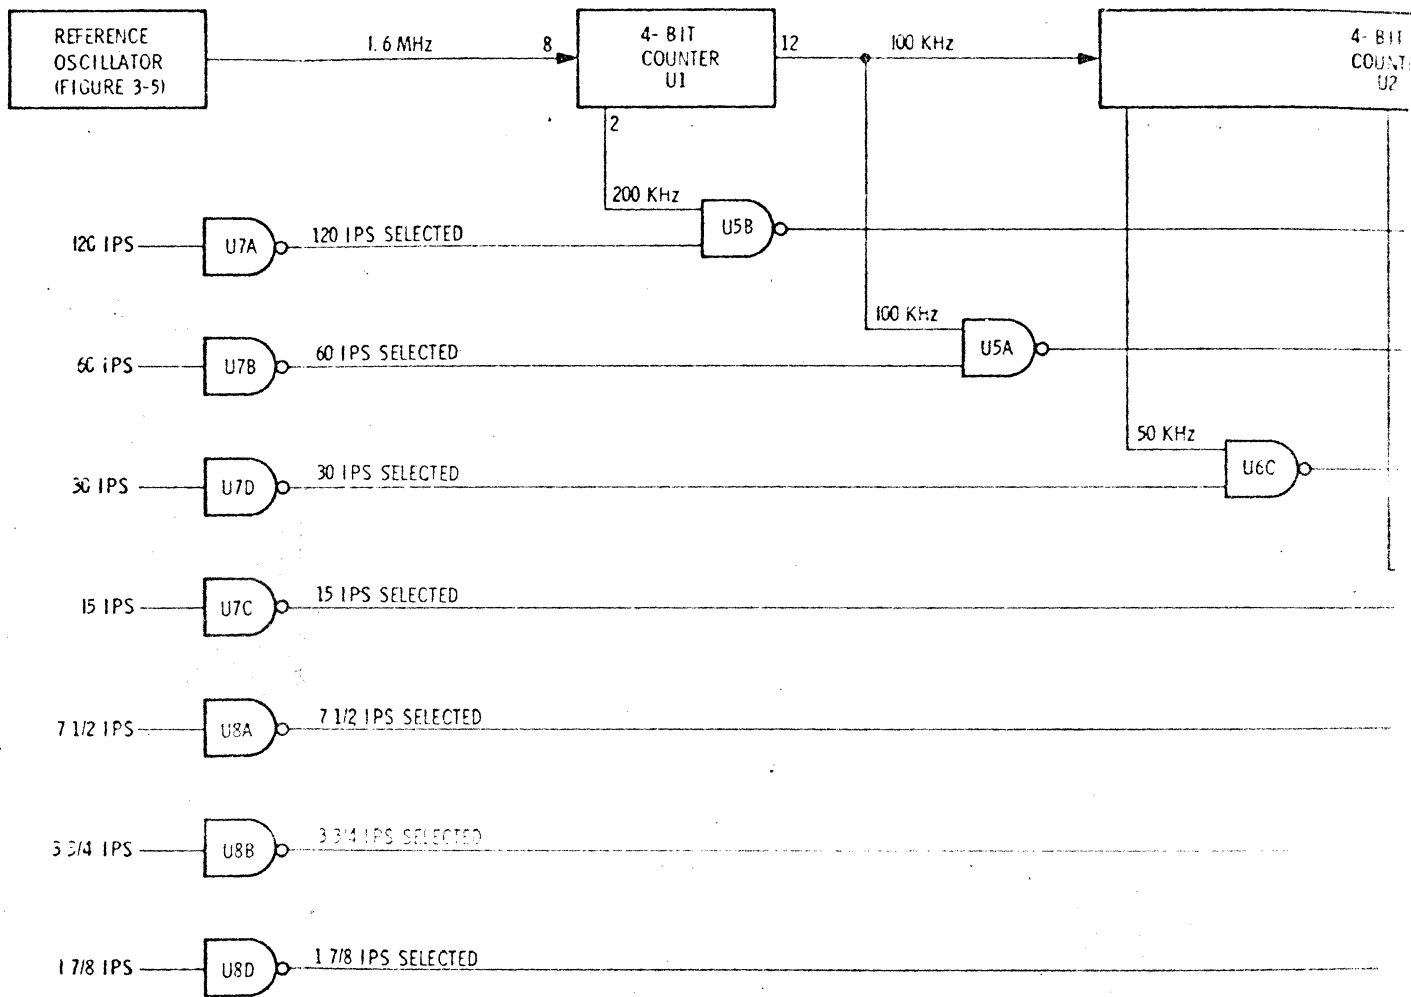 REFERENCE
OSCILLATOR
(FIGURE 3-5)
1.6 MHz
8
4-BIT
COUNTER
U1
12
100 KHz
4-BIT
COUNT
U2
2
200 KHz
U5B
120 IPS
U7A
120 IPS SELECTED
100 KHz
U5A
60 IPS
U7B
60 IPS SELECTED
50 KHz
U6C
30 IPS
U7D
30 IPS SELECTED
15 IPS
U7C
15 IPS SELECTED
7 1/2 IPS
U8A
7 1/2 IPS SELECTED
3 3/4 IPS
U8B
3 3/4 IPS SELECTED
1 7/8 IPS
U8D
1 7/8 IPS SELECTED